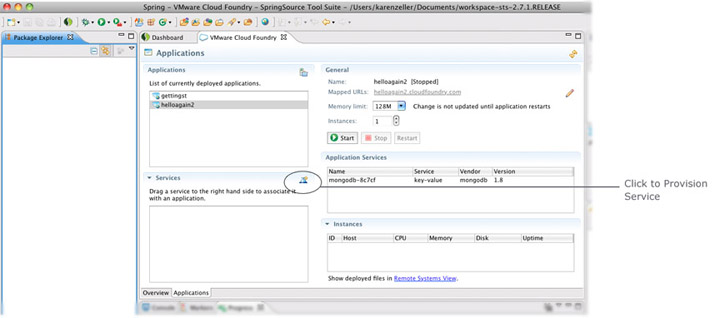 Spring - VMware Cloud Foundry - SpringSource Tool Suite - /Users/karenzeller/Documents/workspace-sts-2.7.1.RELEASE
Package Explorer
Dashboard
VMware Cloud Foundry
Applications
Applications
List of currently deployed applications.
gettingst
helloagain2
Services
Drag a service to the right hand side to associate it
with an application.
General
Name: helloagain2 [Stopped]
Mapped URLs: helloagain2.cloudfoundry.com
Memory limit: 128M Change is not updated until application restarts
Instances: 1
Start Stop Restart
Application Services
Name Service Vendor Version
mongodb-8c7cf key-value mongodb 1.8
Click to Provision
Service
Instances
ID Host CPU Memory Disk Uptime
Show deployed files in Remote Systems View.
Overview Applications
Console Markers Progress